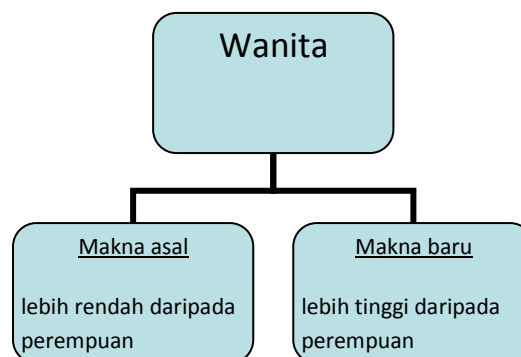 Wanita
Makna asal
lebih rendah daripada
perempuan
Makna baru
lebih tinggi daripada
perempuan